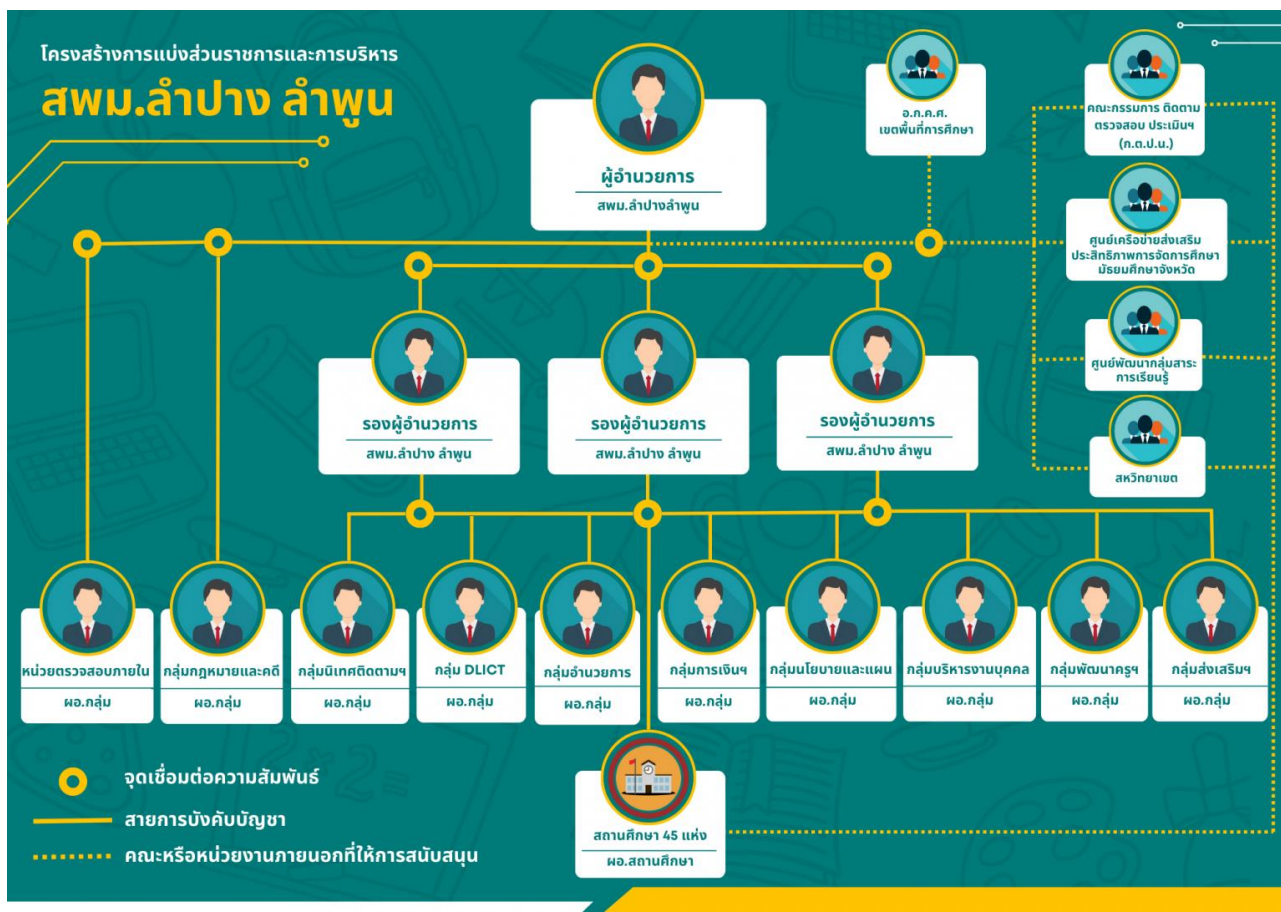 โครงสร้างการแบ่งส่วนราชการและการบริหาร
สพม.ลำปาง ลำพูน
ผู้อำนวยการ
สพม.ลำปางลำพูน
อ.ก.ค.ศ.
เขตพื้นที่การศึกษา
คณะกรรมการ ติดตาม
ตรวจสอบ ประเมินฯ
(ก.ต.ป.น.)
ศูนย์เครือข่ายส่งเสริม
ประสิทธิภาพการจัดการศึกษา
มัธยมศึกษาจังหวัด
ศูนย์พัฒนากลุ่มสาระ
การเรียนรู้
สหวิทยาเขต
รองผู้อำนวยการ
สพม.ลำปาง ลำพูน
รองผู้อำนวยการ
สพม.ลำปาง ลำพูน
รองผู้อำนวยการ
สพม.ลำปาง ลำพูน
หน่วยตรวจสอบภายใน
ผอ.กลุ่ม
กลุ่มกฎหมายและคดี
ผอ.กลุ่ม
กลุ่มนิเทศติดตามฯ
ผอ.กลุ่ม
กลุ่ม DLICT
ผอ.กลุ่ม
กลุ่มอำนวยการ
ผอ.กลุ่ม
กลุ่มการเงินฯ
ผอ.กลุ่ม
กลุ่มนโยบายและแผน
ผอ.กลุ่ม
กลุ่มบริหารงานบุคคล
ผอ.กลุ่ม
กลุ่มพัฒนาครูฯ
ผอ.กลุ่ม
กลุ่มส่งเสริมฯ
ผอ.กลุ่ม
สถานศึกษา 45 แห่ง
ผอ.สถานศึกษา
จุดเชื่อมต่อความสัมพันธ์
สายการบังคับบัญชา
คณะหรือหน่วยงานภายนอกที่ให้การสนับสนุน